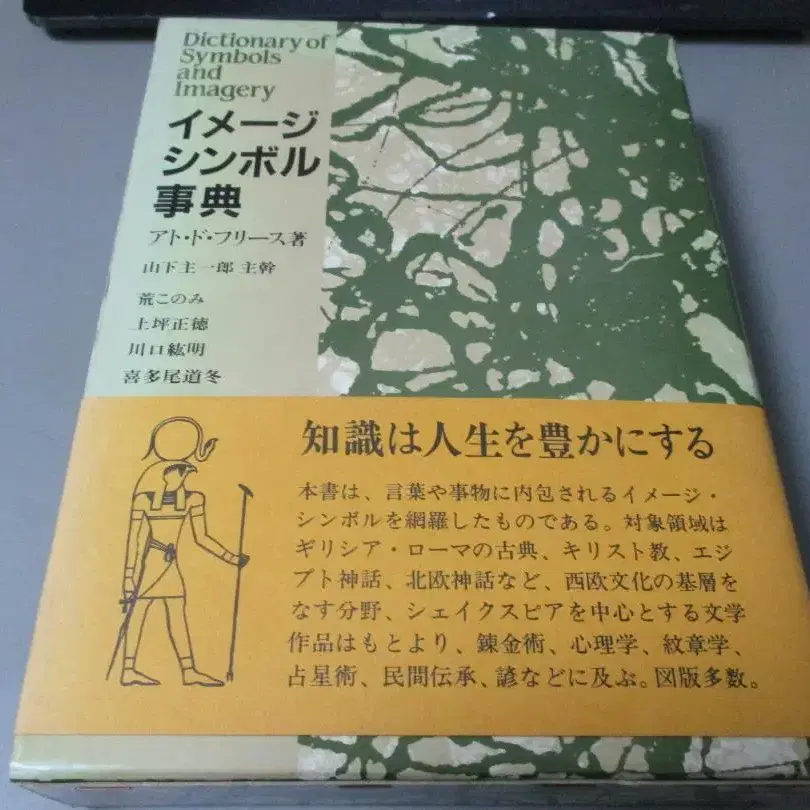 Dictionary of
Symbols
and
Imagery
イメージ
シンボル
事典
アト・ド・フリース著
山下主一郎 主幹
荒このみ
上坪正徳
川口紘明
喜多尾道冬
知識は人生を豊かにする
本書は、言葉や事物に内包されるイメージ・
シンボルを網羅したものである。対象領域は
ギリシア・ローマの古典、キリスト教、エジ
プト神話、北欧神話など、西欧文化の基層を
なす分野、シェイクスピアを中心とする文学
作品はもとより、錬金術、心理学、紋章学、
占星術、民間伝承、諺などに及ぶ。図版多数。